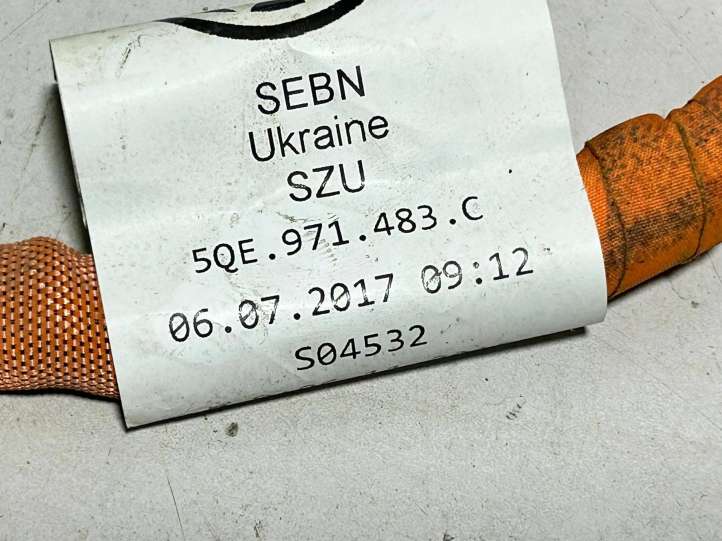 SEBN
Ukraine
SZU
5QE.971.483.C
06.07.2017 09:12
S04532